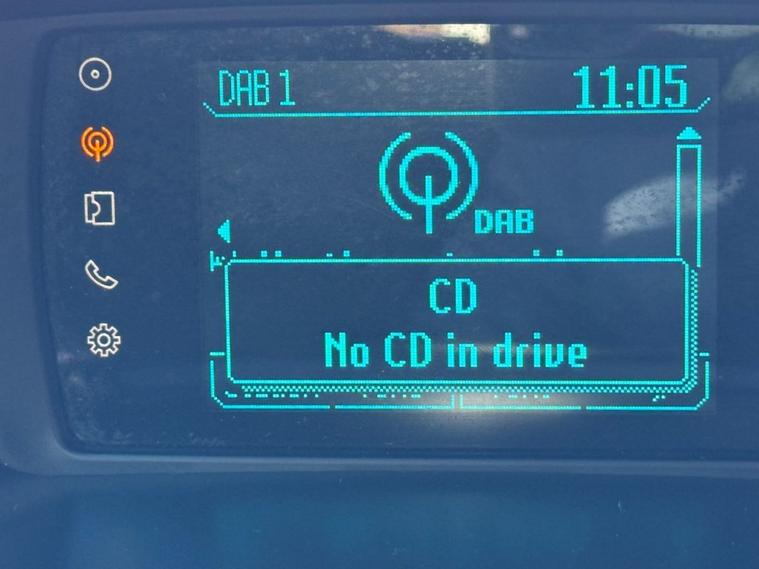 DAB 1
11:05
DAB
CD
No CD in drive